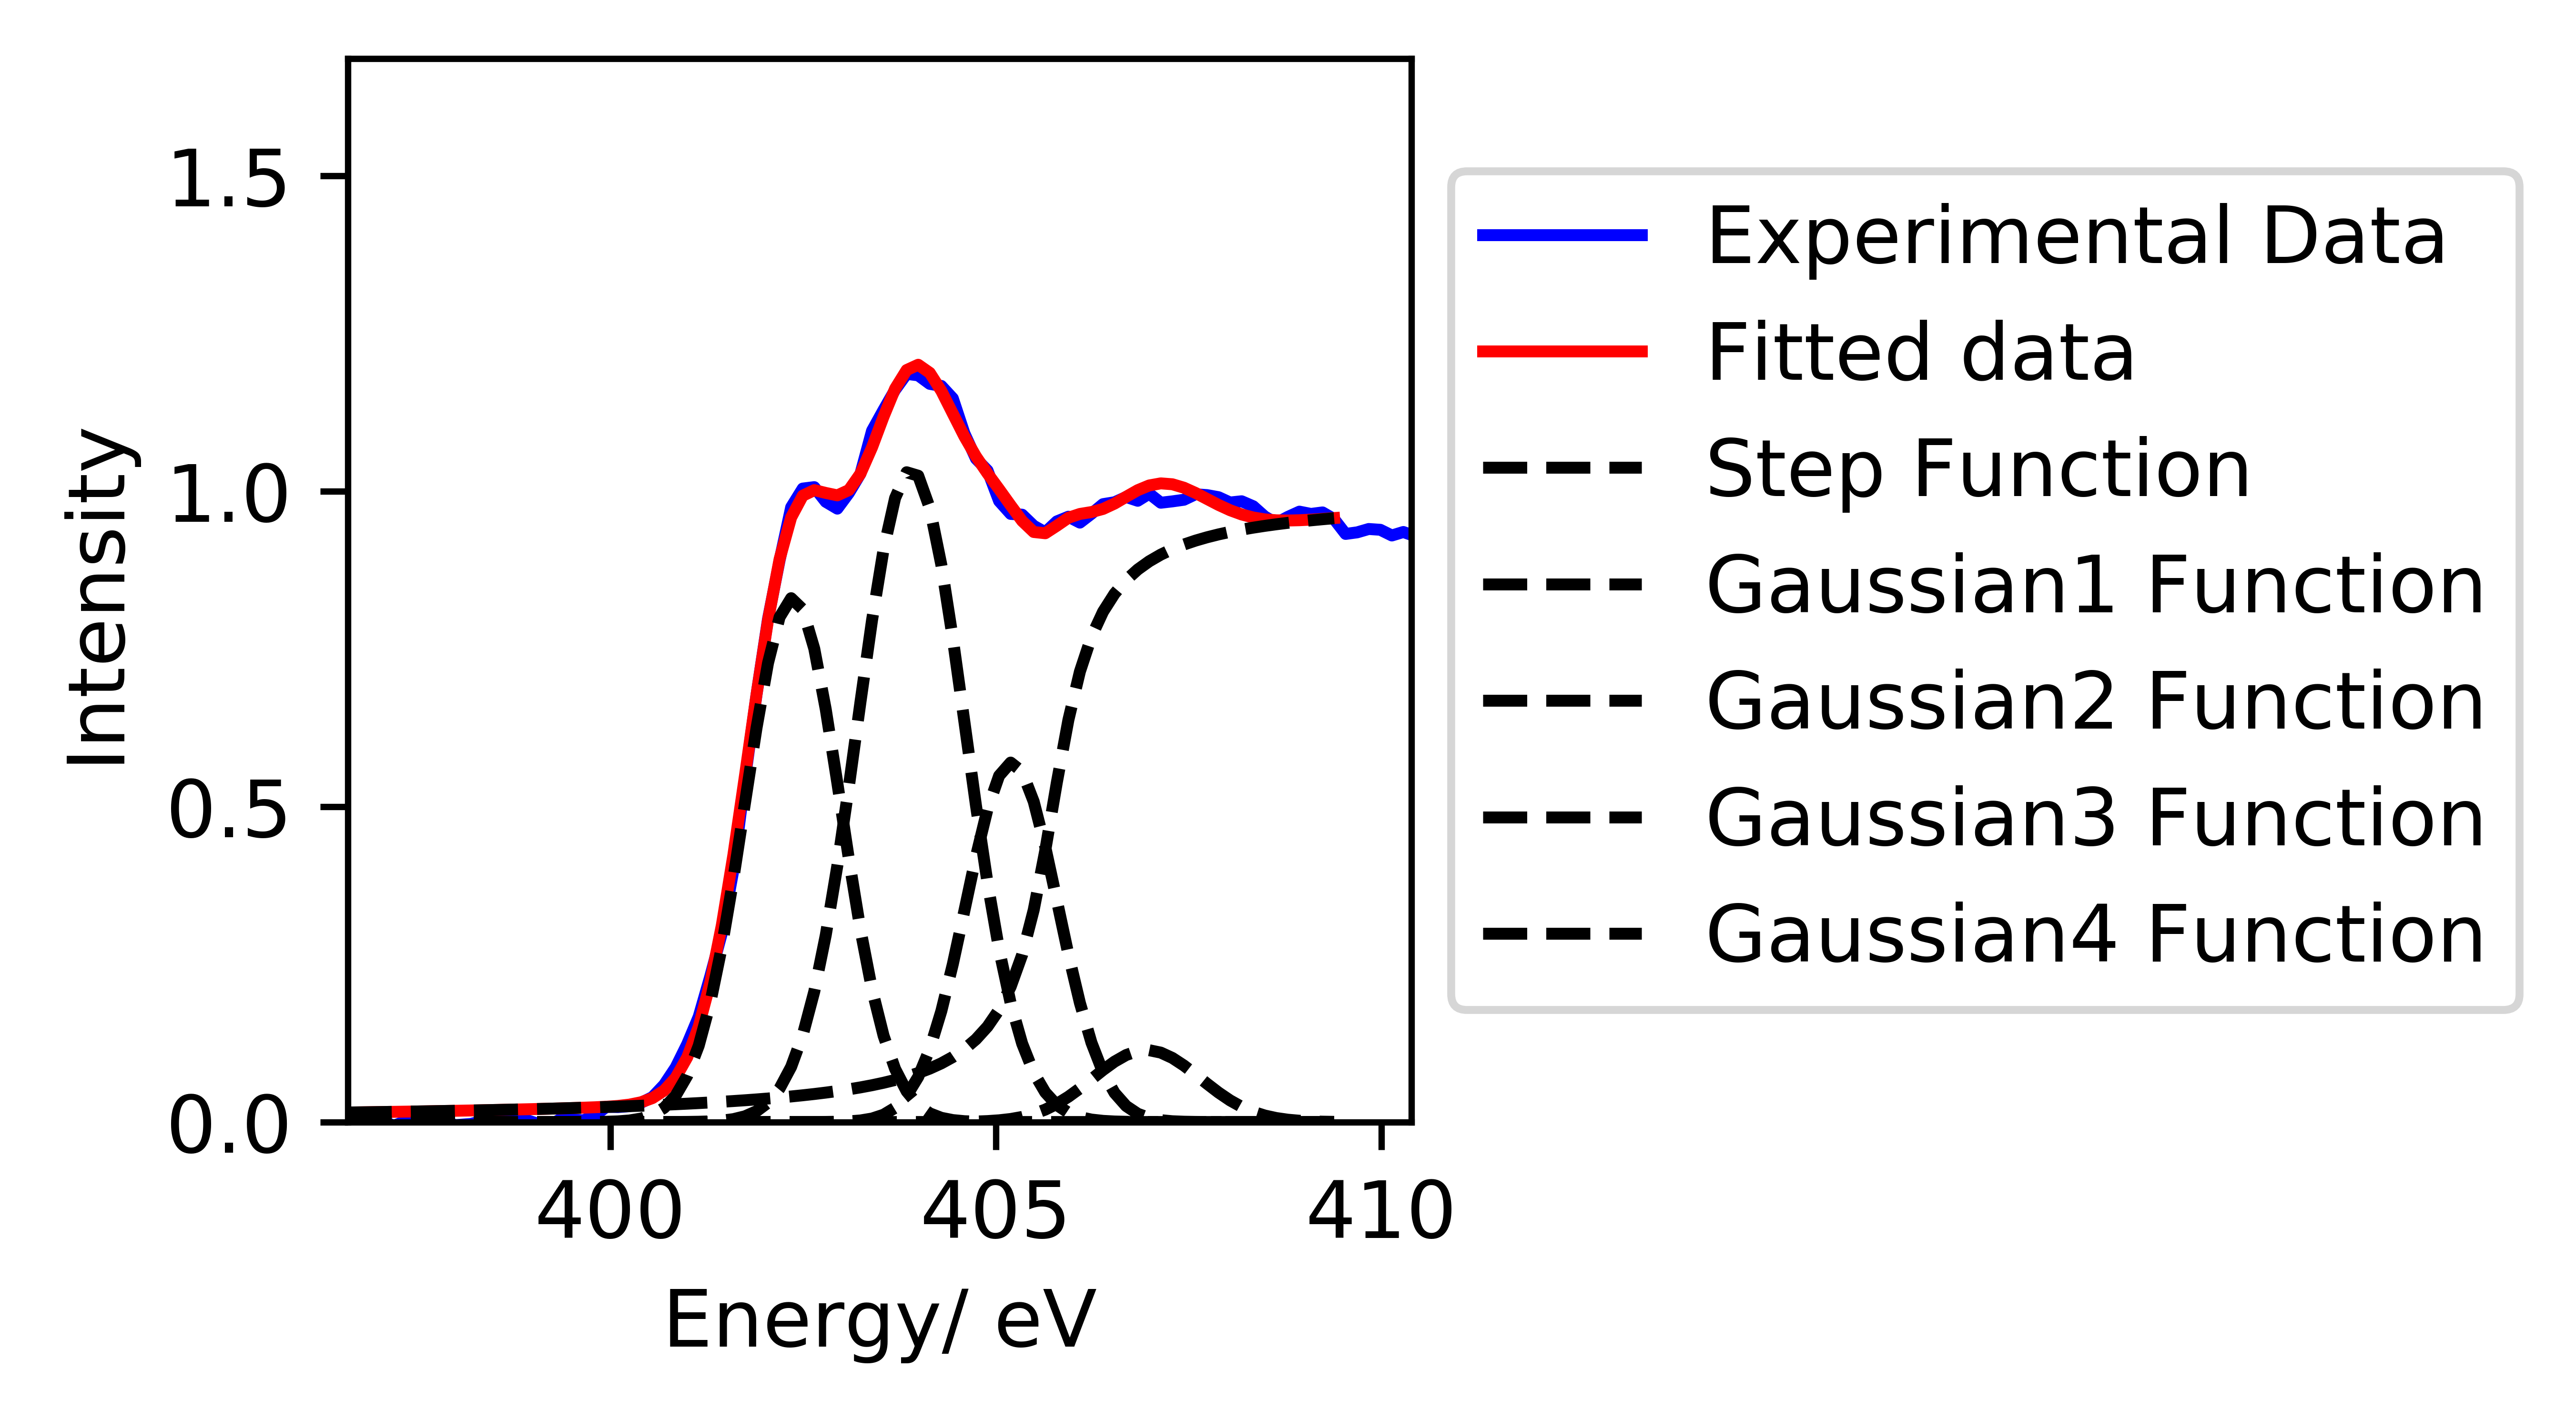 1.5
1.0
0.5
0.0
Intensity
400 405 410
Energy/ eV
Experimental Data
Fitted data
Step Function
Gaussian1 Function
Gaussian2 Function
Gaussian3 Function
Gaussian4 Function